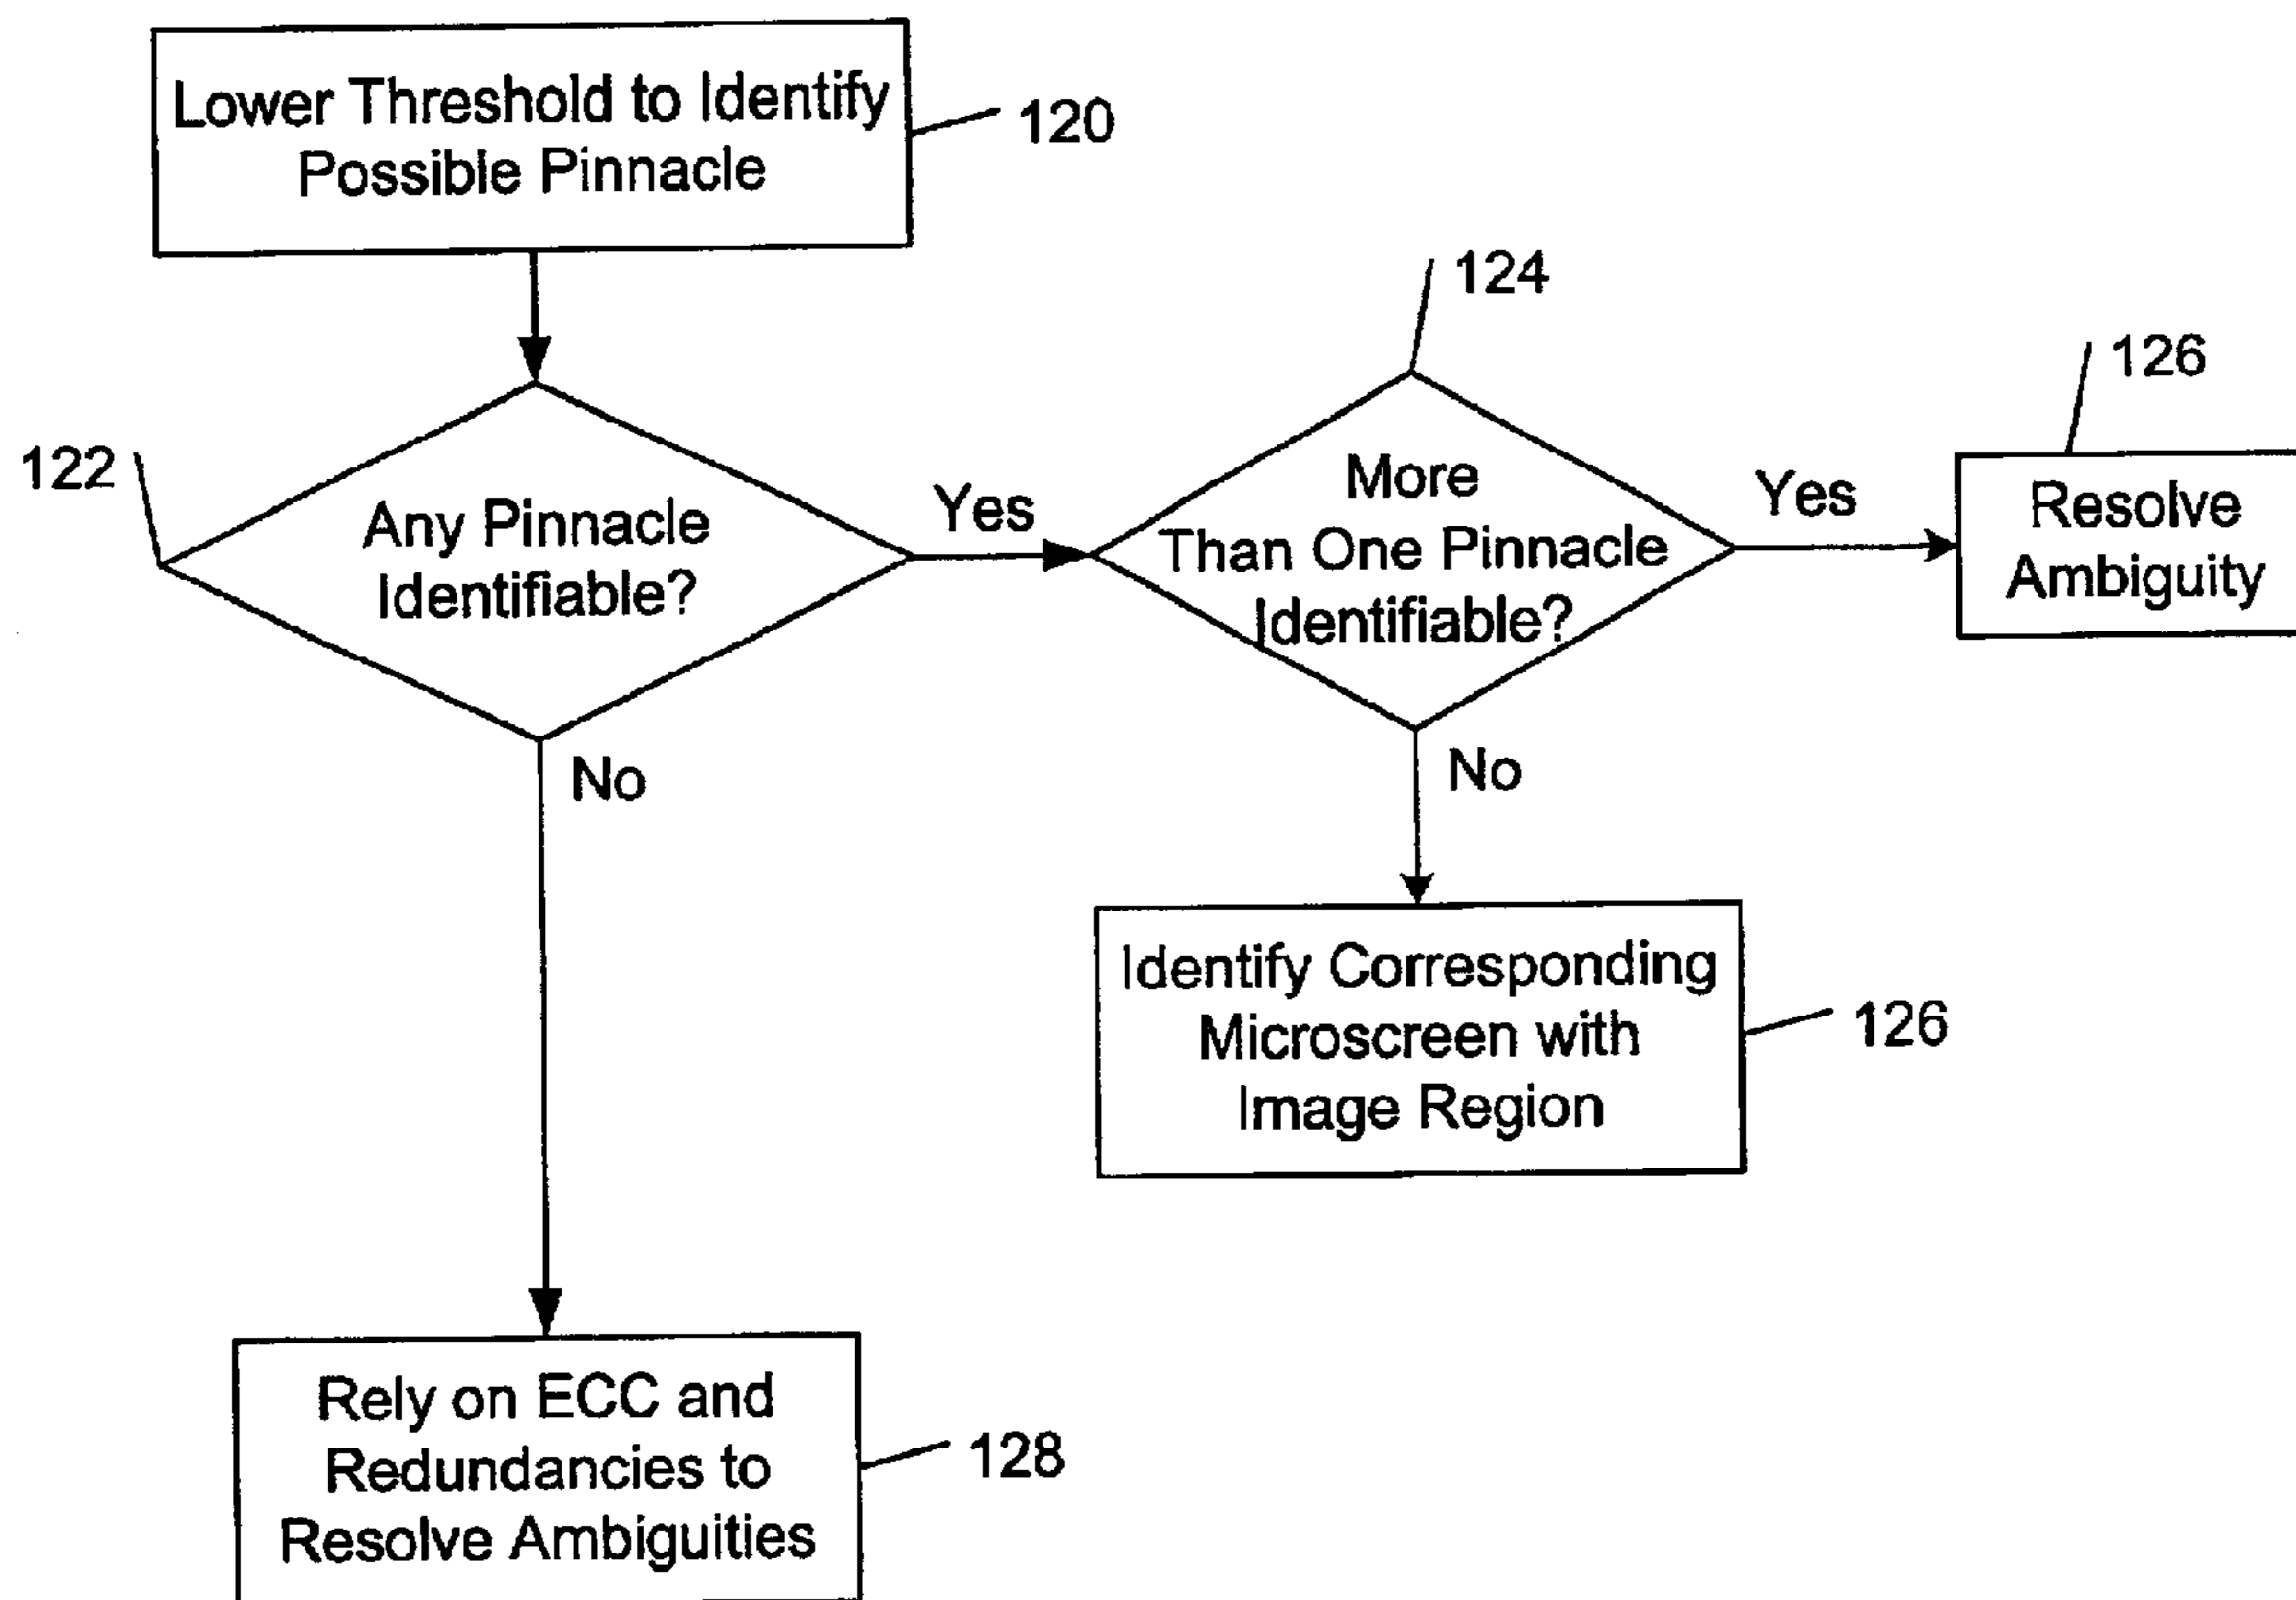 Lower Threshold to Identify
Possible Pinnacle
120
124
126
122
Any Pinnacle
Identifiable?
Yes
More
Than One Pinnacle
Identifiable?
Yes
Resolve
Ambiguity
No
No
Identify Corresponding
Microscreen with
Image Region
126
Rely on ECC and
Redundancies to
Resolve Ambiguities
128